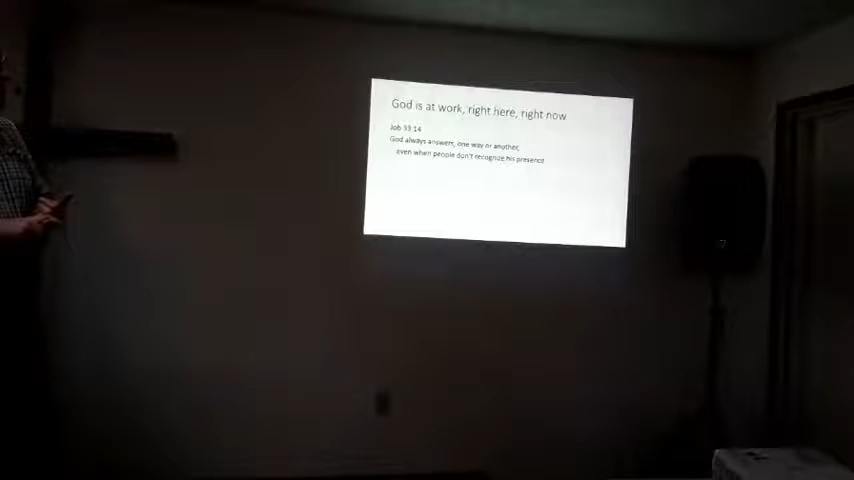 God is at work, right here, right now
Job 33:14
God always answers, one way or another,
even when people don't recognize his presence